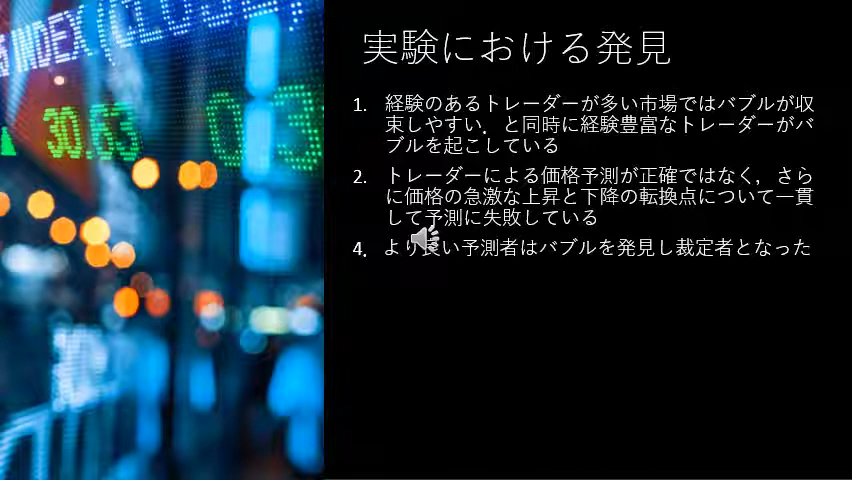 5 INDEX (CLOSE),
30.83
0.3
実験における発見
1. 経験のあるトレーダーが多い市場ではバブルが収
束しやすい．と同時に経験豊富なトレーダーがバ
ブルを起こしている
2. トレーダーによる価格予測が正確ではなく，さら
に価格の急激な上昇と下降の転換点について一貫
して予測に失敗している
4. より良い予測者はバブルを発見し裁定者となった